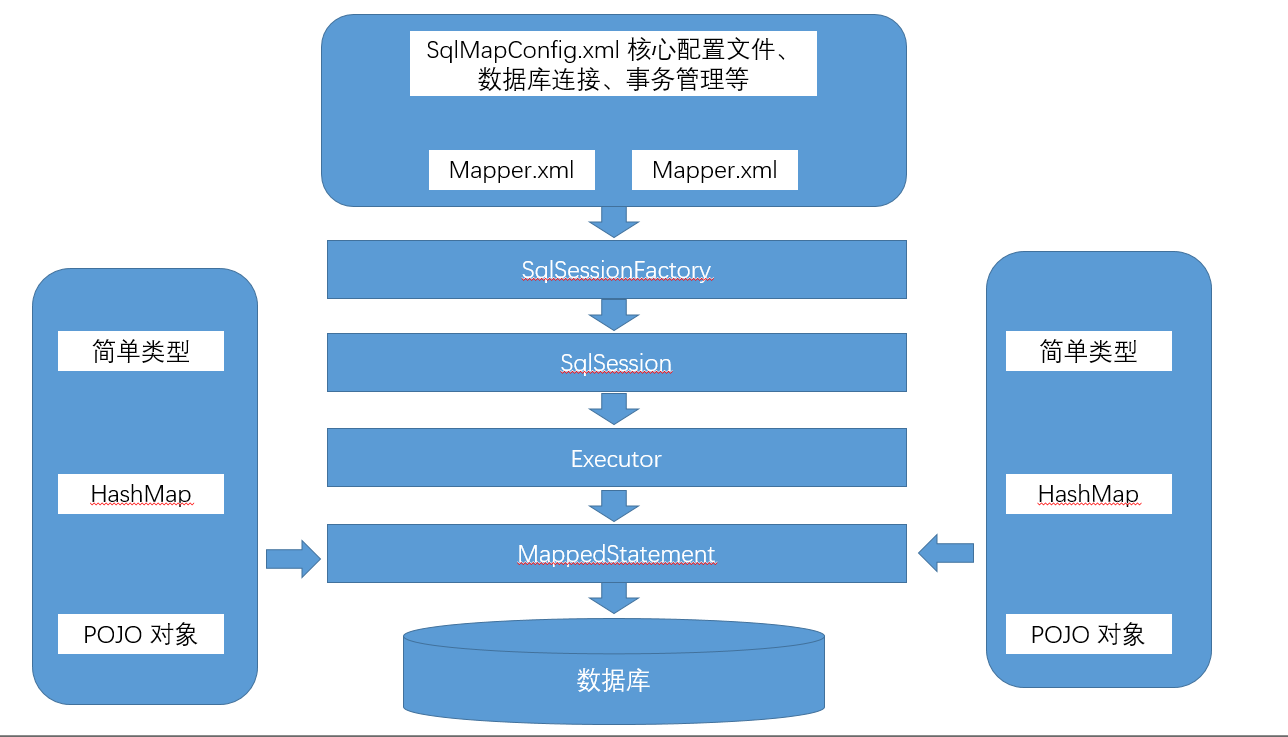 SqlMapConfig.xml 核心配置文件、
数据库连接、事务管理等
Mapper.xml
Mapper.xml
SqlSessionFactory
SqlSession
Executor
MappedStatement
数据库
简单类型
HashMap
POJO 对象
简单类型
HashMap
POJO 对象